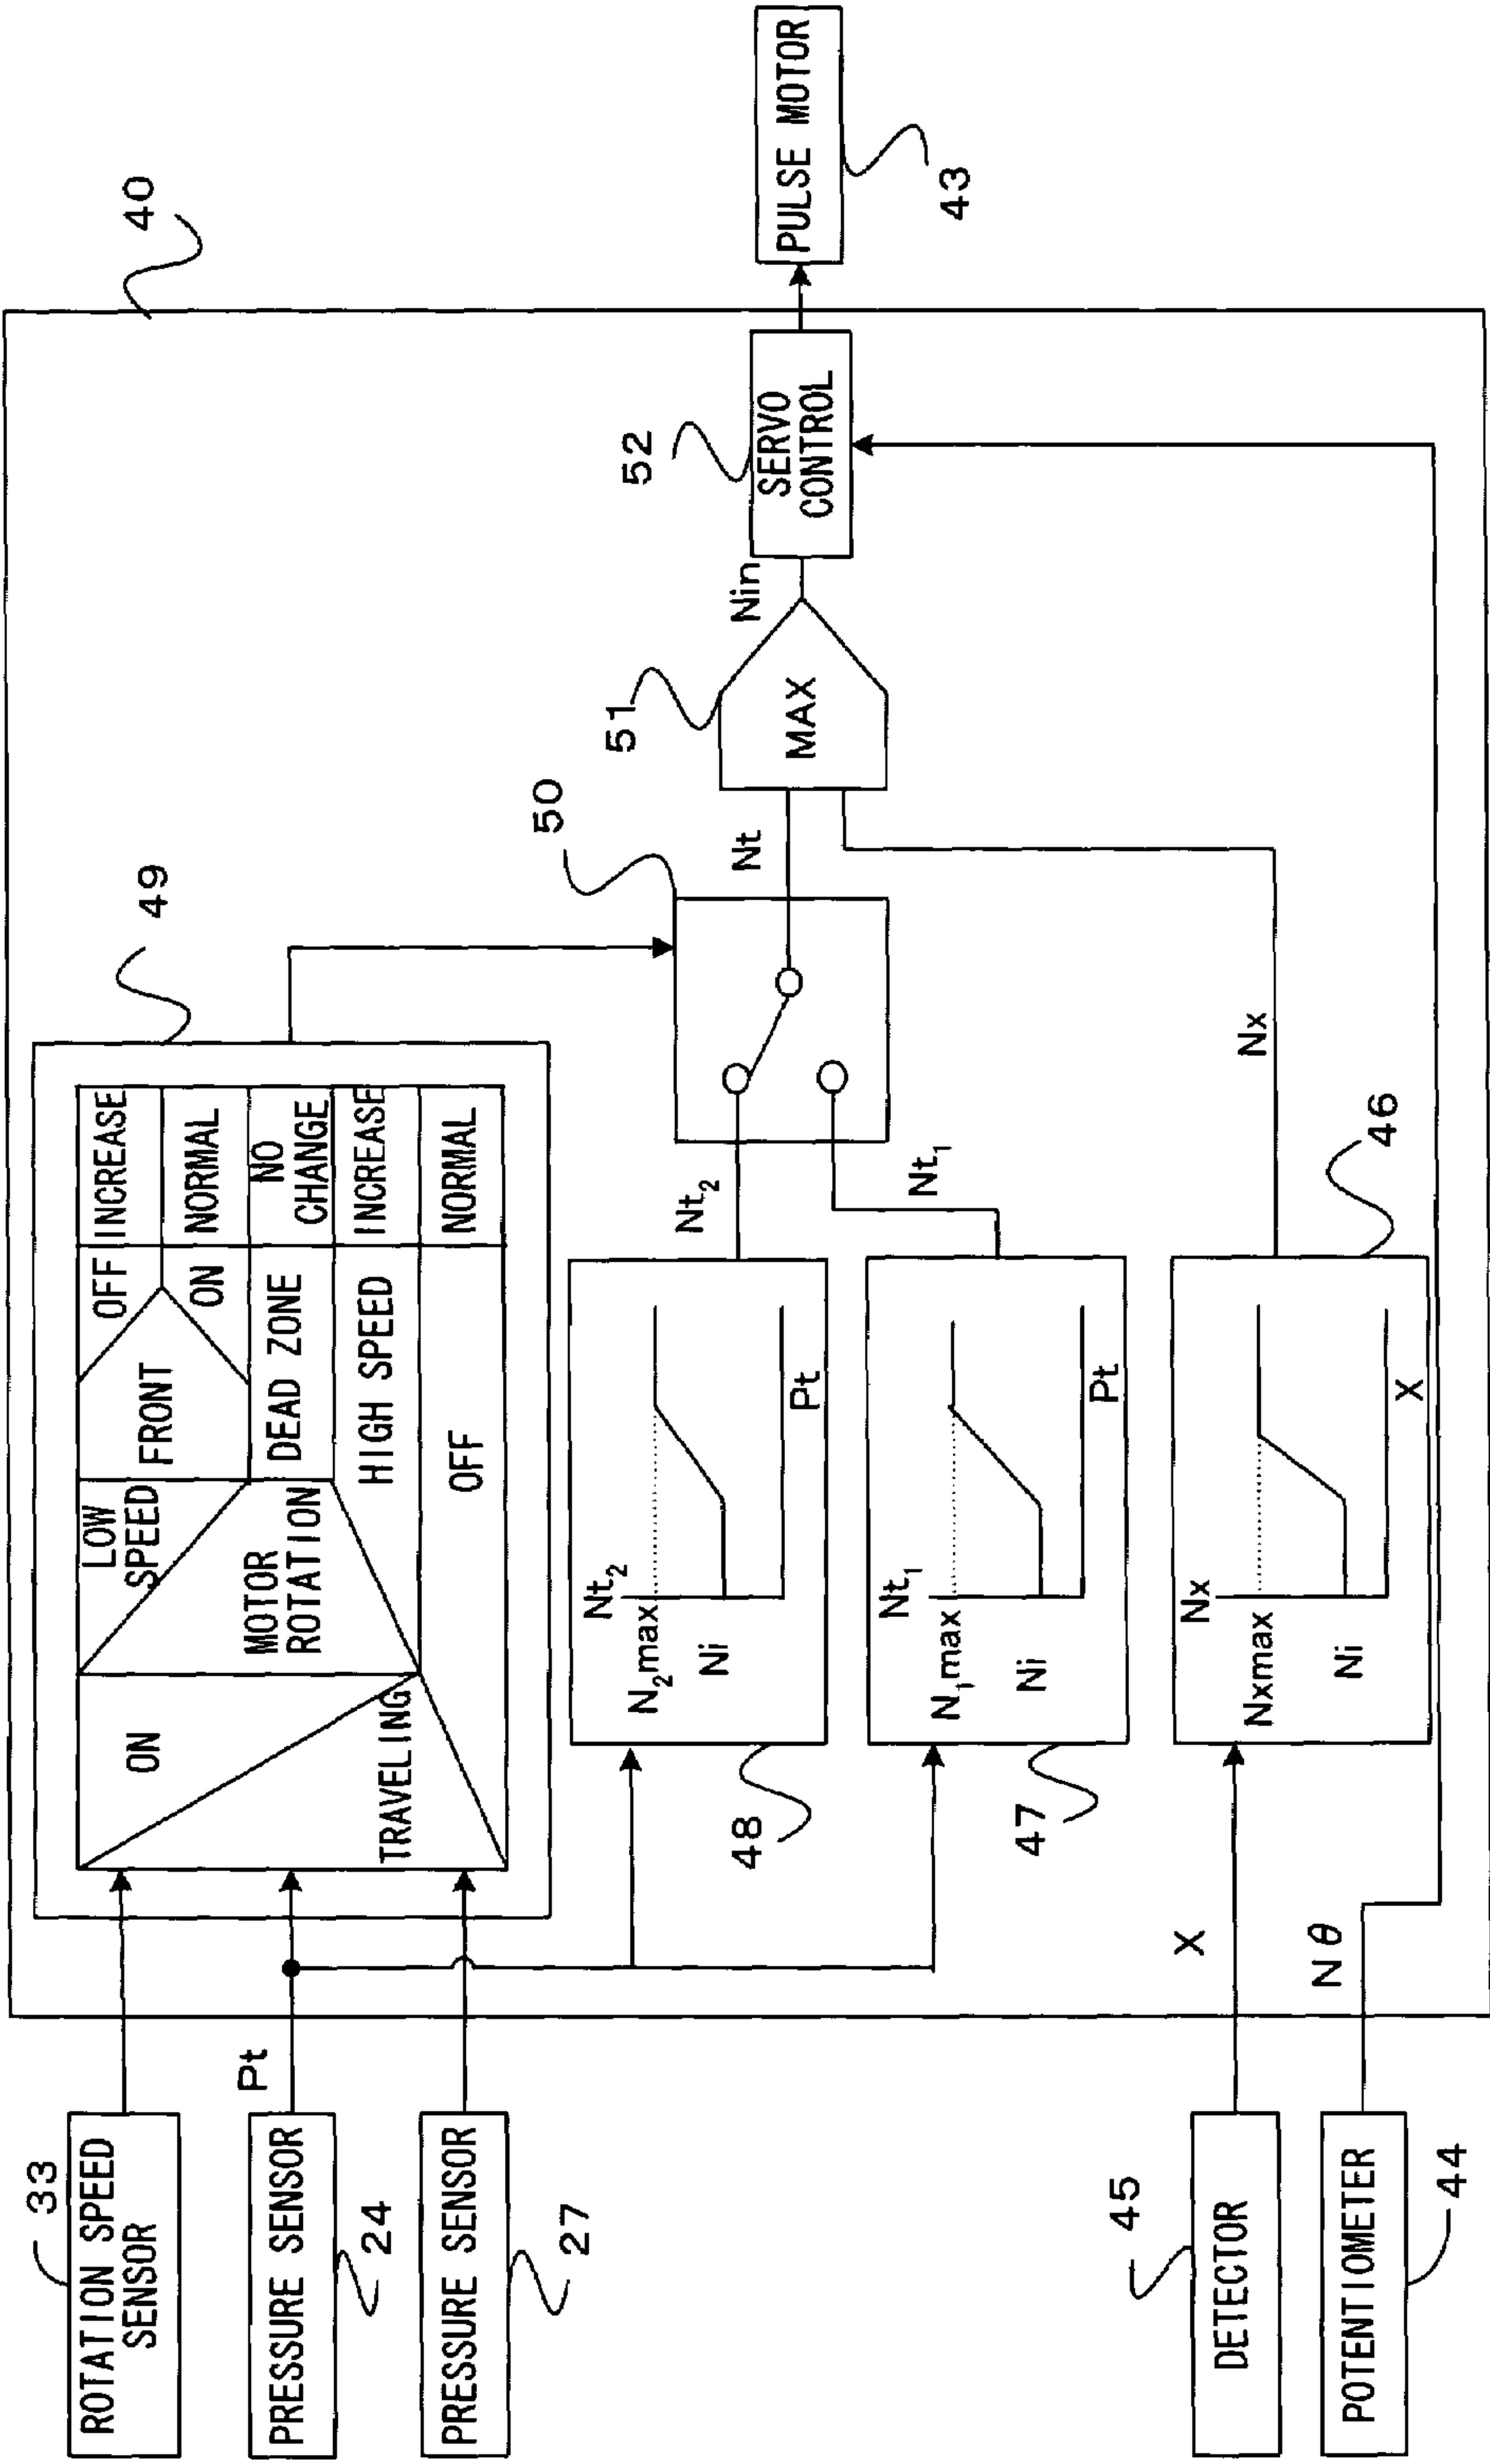 33
ROTATION SPEED
SENSOR
Pt
PRESSURE SENSOR
24
PRESSURE SENSOR
27
45
DETECTOR
X
POTENTIOMETER
44
Nθ
40
49
TRAVELING
ON
OFF
MOTOR
ROTATION
LOW
SPEED
DEAD ZONE
HIGH SPEED
FRONT
OFF
ON
INCREASE
NORMAL
NO
CHANGE
INCREASE
NORMAL
48
Nt2
N2max
Ni
Pt
Nt2
47
Nt1
N1max
Ni
Pt
Nt1
46
Nx
Nxmax
Ni
X
Nx
50
Nt
51
MAX
Nin
52
SERVO
CONTROL
PULSE MOTOR
43